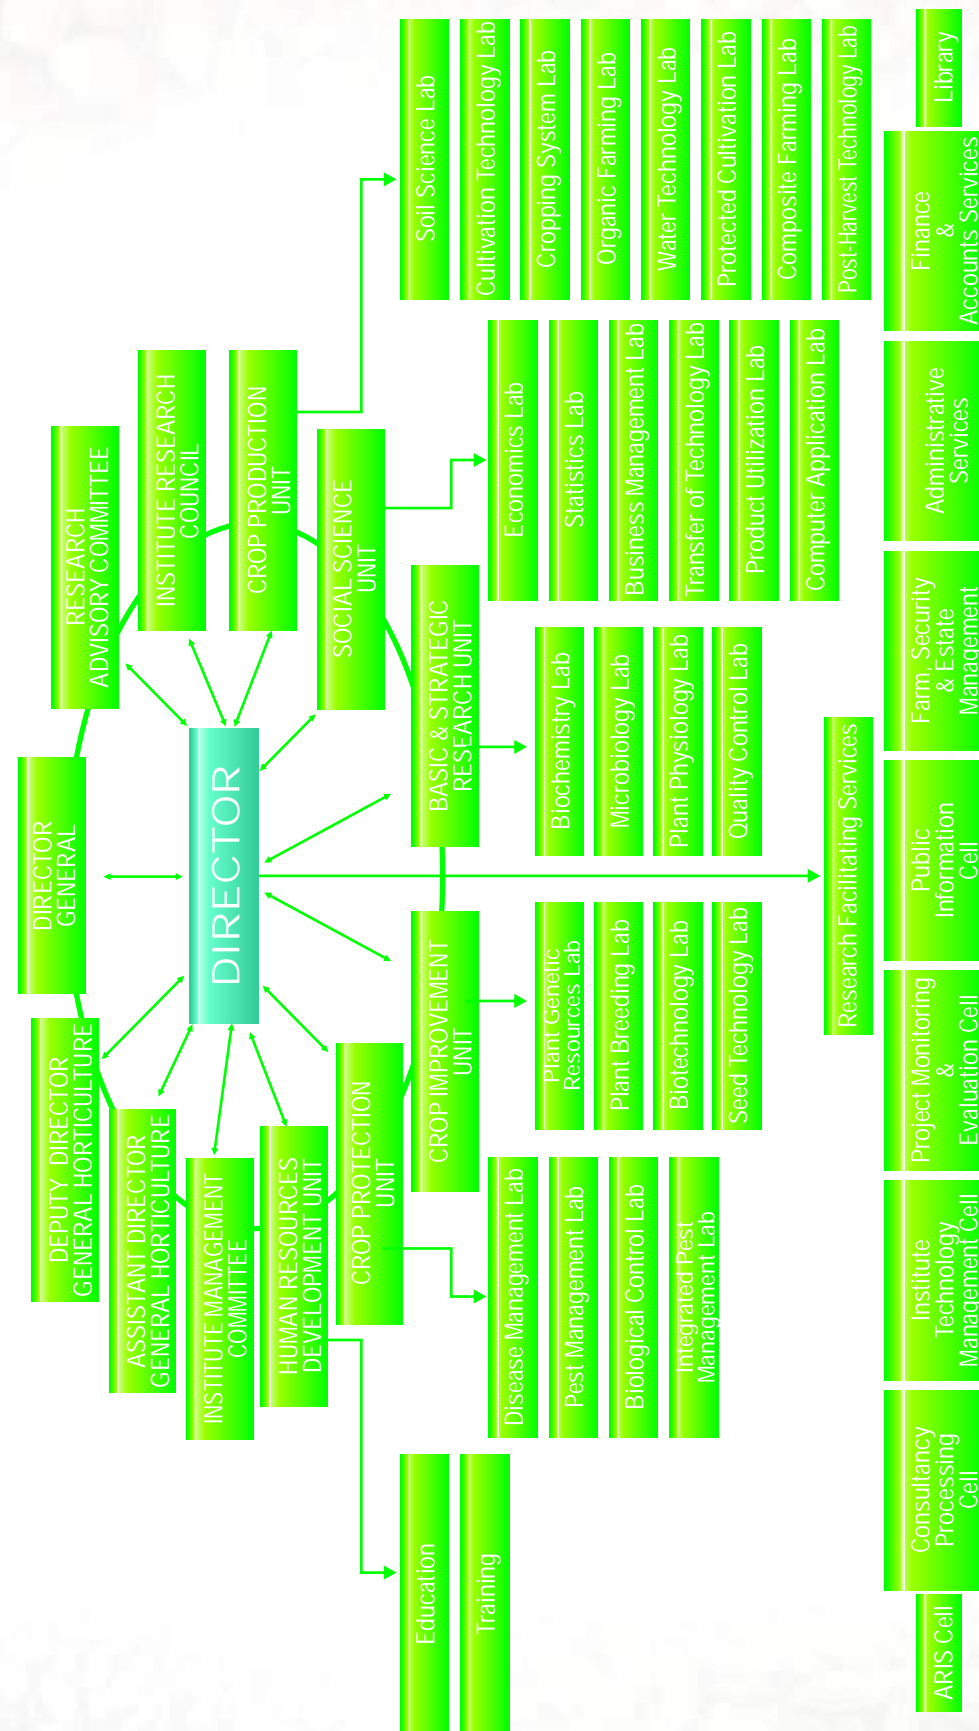 DIRECTOR
GENERAL
DEPUTY DIRECTOR
GENERAL HORTICULTURE
RESEARCH
ADVISORY COMMITTEE
ASSISTANT DIRECTOR
GENERAL HORTICULTURE
INSTITUTE RESEARCH
COUNCIL
INSTITUTE MANAGEMENT
COMMITTEE
DIRECTOR
CROP PRODUCTION
UNIT
HUMAN RESOURCES
DEVELOPMENT UNIT
SOCIAL SCIENCE
UNIT
CROP PROTECTION
UNIT
CROP IMPROVEMENT
UNIT
BASIC & STRATEGIC
RESEARCH UNIT
Education
Training
Disease Management Lab
Pest Management Lab
Biological Control Lab
Integrated Pest
Management Lab
Plant Genetic
Resources Lab
Plant Breeding Lab
Biotechnology Lab
Seed Technology Lab
Biochemistry Lab
Microbiology Lab
Plant Physiology Lab
Quality Control Lab
Economics Lab
Statistics Lab
Business Management Lab
Transfer of Technology Lab
Product Utilization Lab
Computer Application Lab
Soil Science Lab
Cultivation Technology Lab
Cropping System Lab
Organic Farming Lab
Water Technology Lab
Protected Cultivation Lab
Composite Farming Lab
Post-Harvest Technology Lab
Research Facilitating Services
ARIS Cell
Consultancy
Processing
Cell
Institute
Technology
Management Cell
Project Monitoring
&
Evaluation Cell
Public
Information
Cell
Farm, Security
& Estate
Management
Administrative
Services
Finance
&
Accounts Services
Library